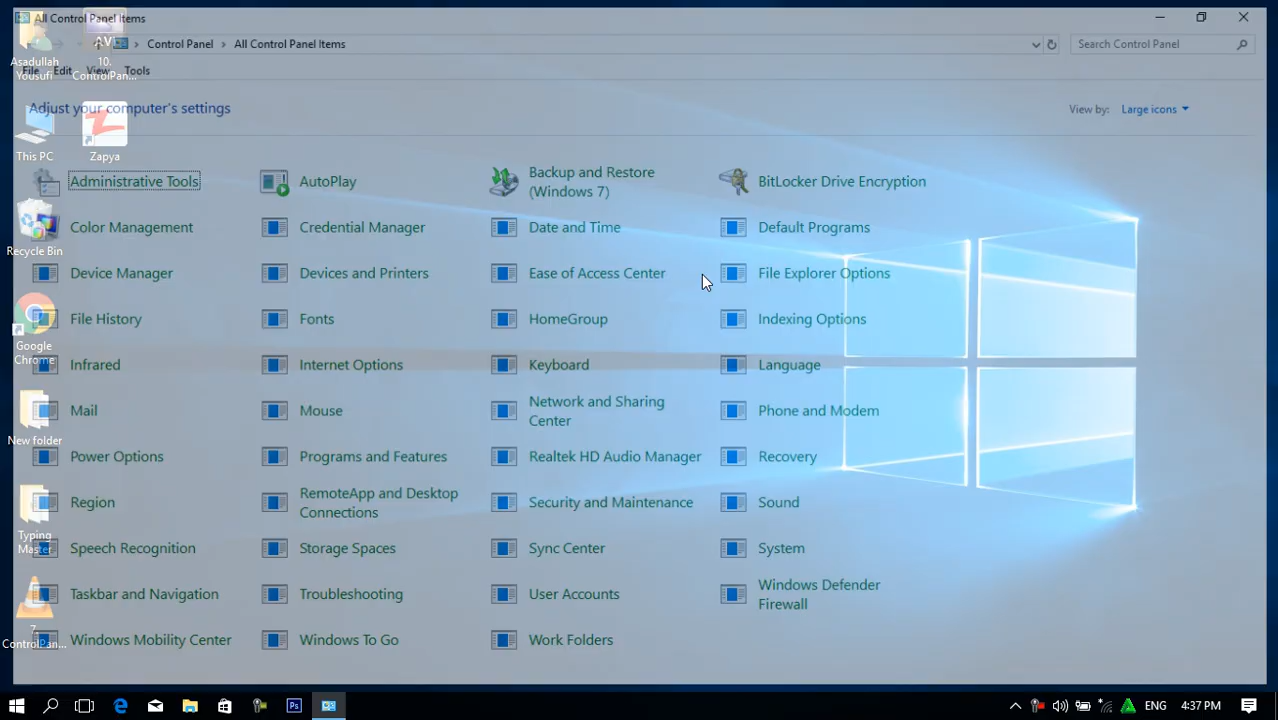 All Control Panel Items
Control Panel
All Control Panel Items
Search Control Panel
File
Edit
View
Tools
Adjust your computer's settings
View by:
Large icons
Asadullah
Yousufi
10.
ControlPan...
This PC
Zapya
Recycle Bin
Google
Chrome
New folder
Typing
Master
7.
ControlPan...
Administrative Tools
AutoPlay
Backup and Restore
(Windows 7)
BitLocker Drive Encryption
Color Management
Credential Manager
Date and Time
Default Programs
Device Manager
Devices and Printers
Ease of Access Center
File Explorer Options
File History
Fonts
HomeGroup
Indexing Options
Infrared
Internet Options
Keyboard
Language
Mail
Mouse
Network and Sharing
Center
Phone and Modem
Power Options
Programs and Features
Realtek HD Audio Manager
Recovery
Region
RemoteApp and Desktop
Connections
Security and Maintenance
Sound
Speech Recognition
Storage Spaces
Sync Center
System
Taskbar and Navigation
Troubleshooting
User Accounts
Windows Defender
Firewall
Windows Mobility Center
Windows To Go
Work Folders
Ps
ENG
4:37 PM